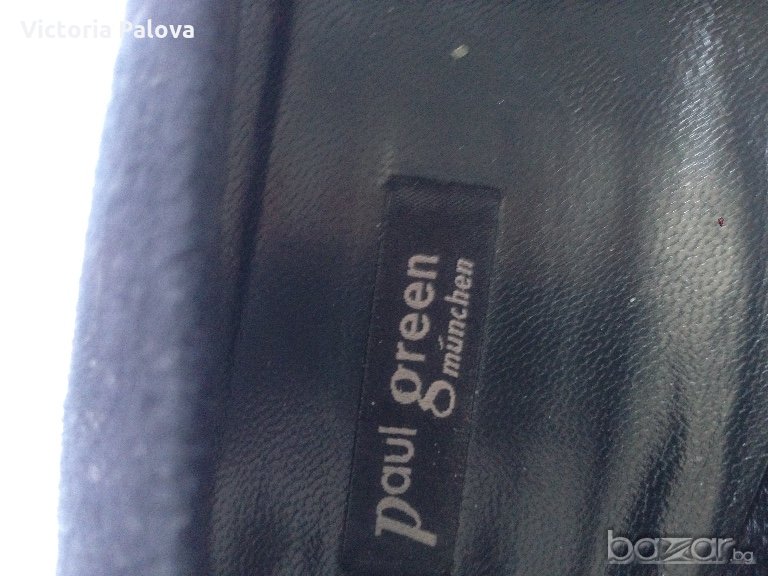 Victoria Palova
paul green
münchen
bazar.bg